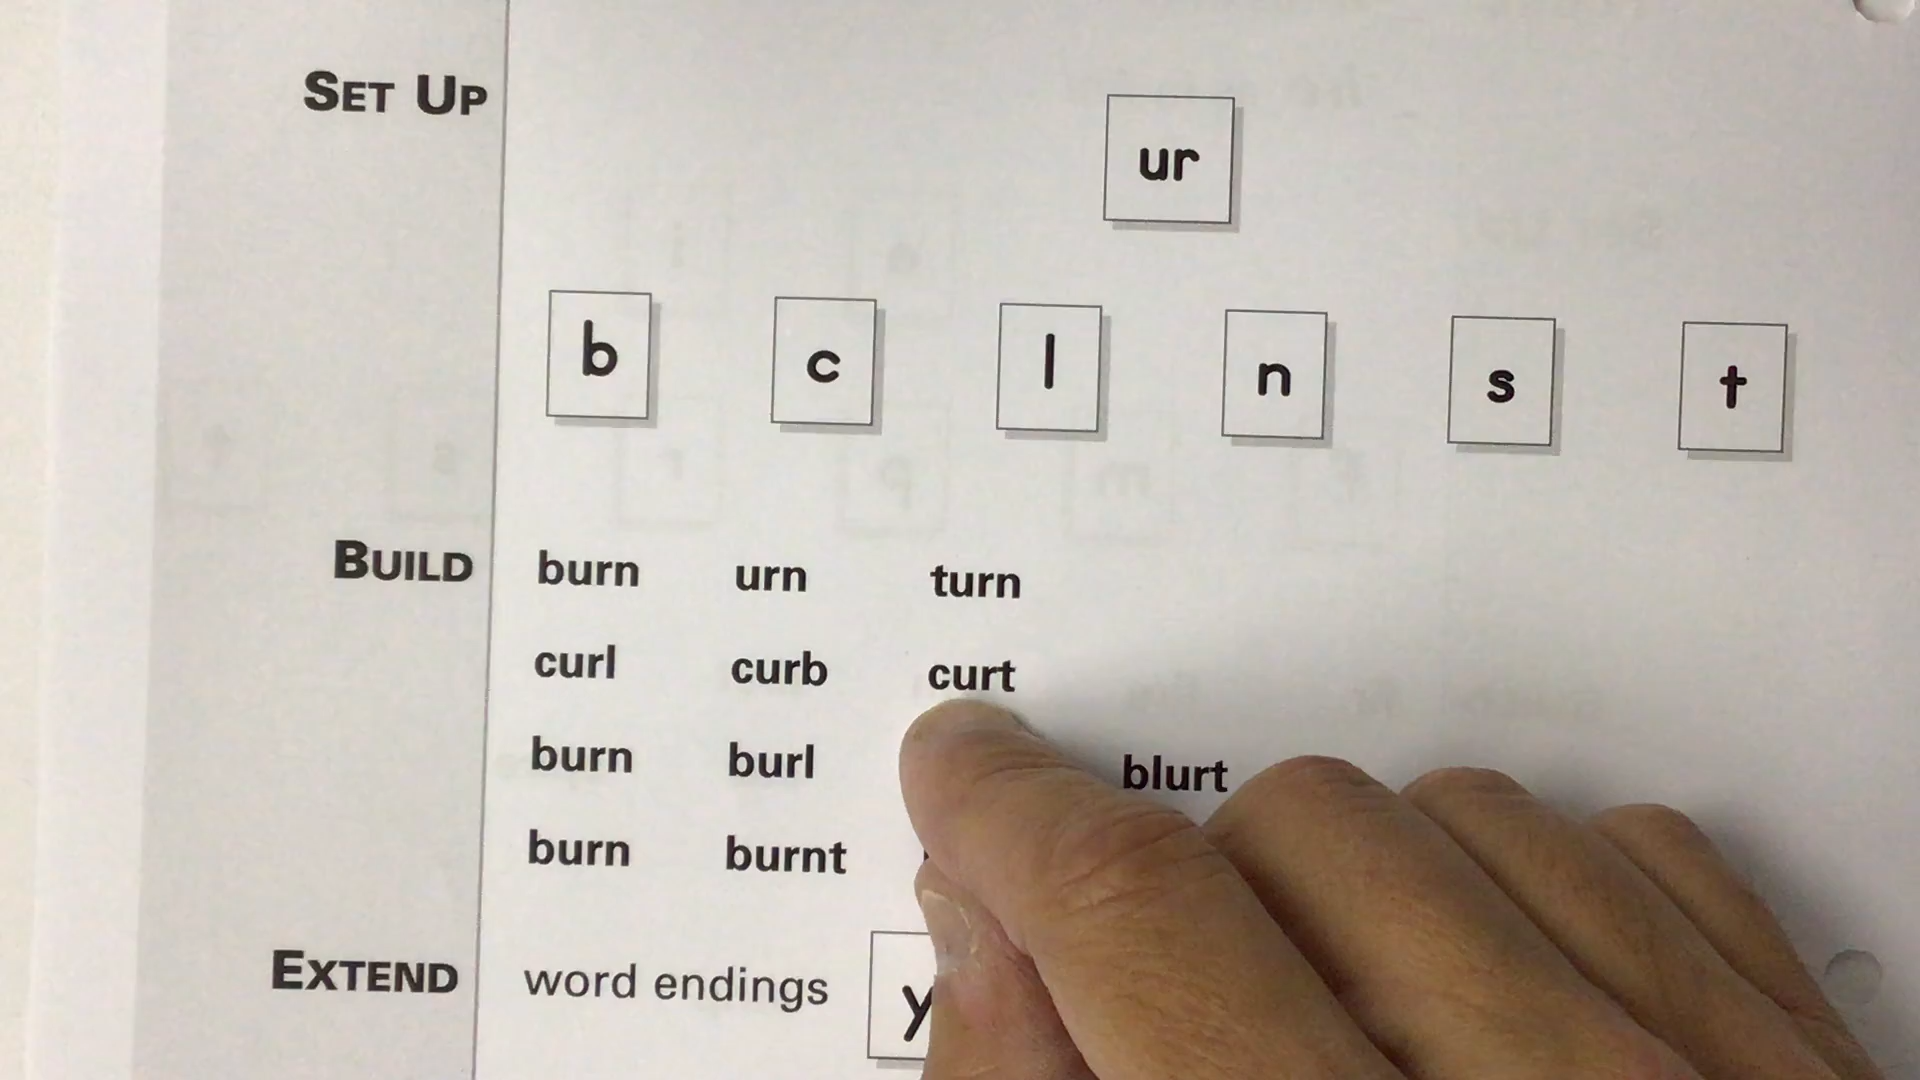 SET UP
ur
b c l n s t
BUILD burn urn turn
curl curb curt
burn burl blurt
burn burnt
EXTEND word endings y